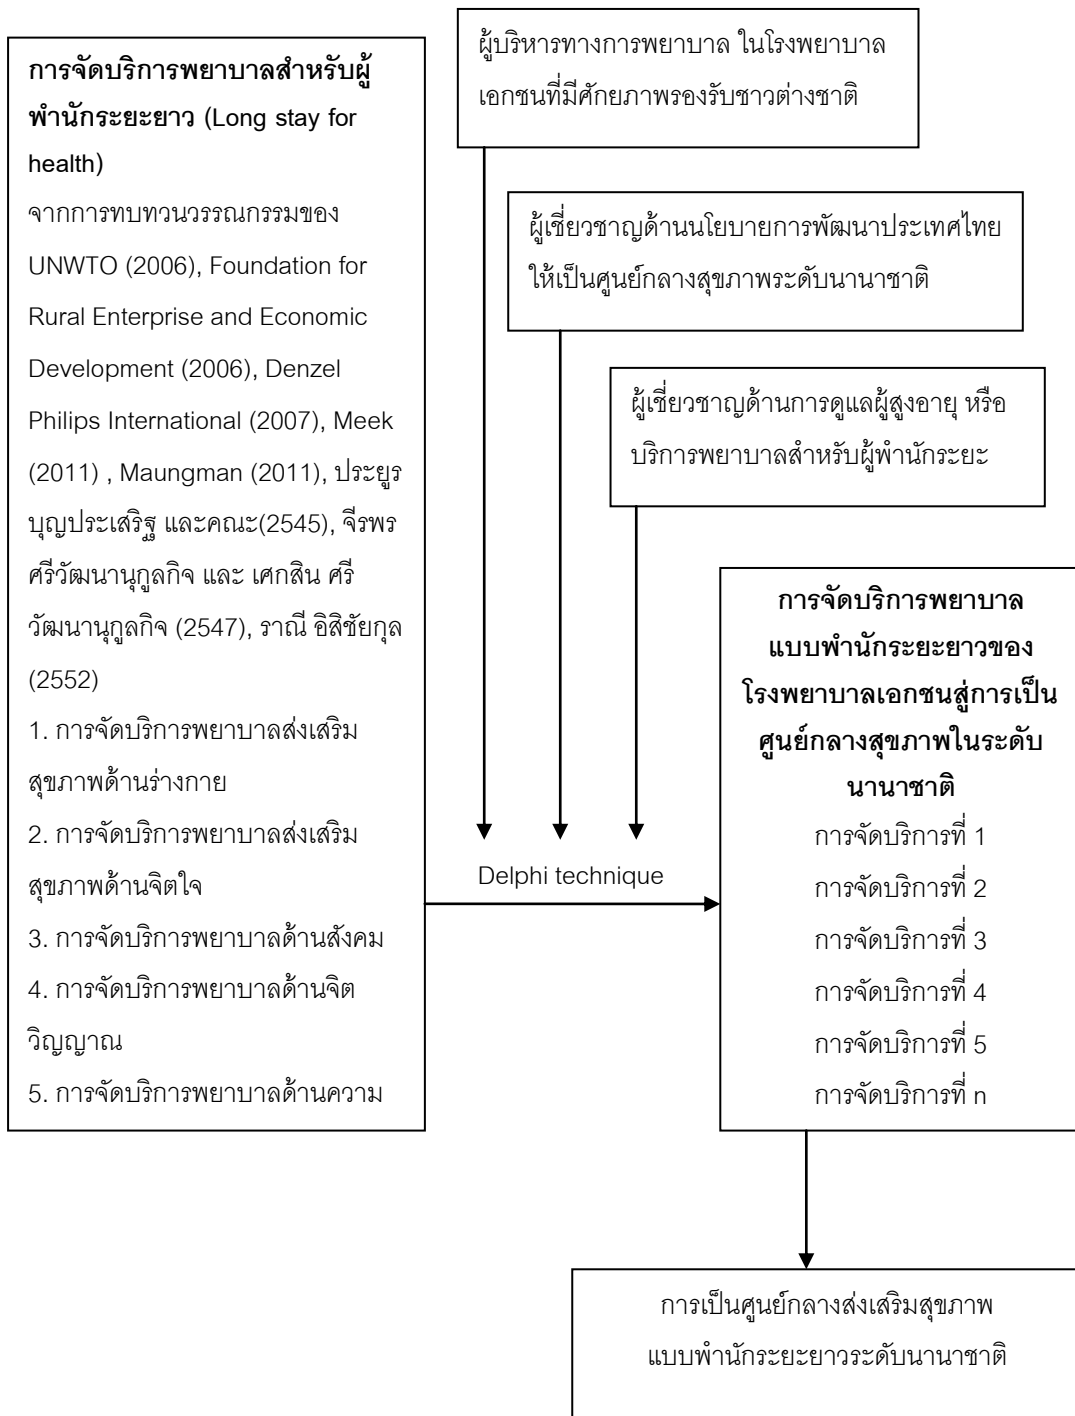 การจัดบริการพยาบาลสำหรับผู้
พำนักระยะยาว (Long stay for
health)
จากการทบทวนวรรณกรรมของ
UNWTO (2006), Foundation for
Rural Enterprise and Economic
Development (2006), Denzel
Philips International (2007), Meek
(2011) , Maungman (2011), ประยูร
บุญประเสริฐ และคณะ(2545), จีรพร
ศรีวัฒนานุกูลกิจ และ เศกสิน ศรี
วัฒนานุกูลกิจ (2547), ราณี อิสิชัยกุล
(2552)
1. การจัดบริการพยาบาลส่งเสริม
สุขภาพด้านร่างกาย
2. การจัดบริการพยาบาลส่งเสริม
สุขภาพด้านจิตใจ
3. การจัดบริการพยาบาลด้านสังคม
4. การจัดบริการพยาบาลด้านจิต
วิญญาณ
5. การจัดบริการพยาบาลด้านความ
ผู้บริหารทางการพยาบาล ในโรงพยาบาล
เอกชนที่มีศักยภาพรองรับชาวต่างชาติ
ผู้เชี่ยวชาญด้านนโยบายการพัฒนาประเทศไทย
ให้เป็นศูนย์กลางสุขภาพระดับนานาชาติ
ผู้เชี่ยวชาญด้านการดูแลผู้สูงอายุ หรือ
บริการพยาบาลสำหรับผู้พำนักระยะ
Delphi technique
การจัดบริการพยาบาล
แบบพำนักระยะยาวของ
โรงพยาบาลเอกชนสู่การเป็น
ศูนย์กลางสุขภาพในระดับ
นานาชาติ
การจัดบริการที่ 1
การจัดบริการที่ 2
การจัดบริการที่ 3
การจัดบริการที่ 4
การจัดบริการที่ 5
การจัดบริการที่ n
การเป็นศูนย์กลางส่งเสริมสุขภาพ
แบบพำนักระยะยาวระดับนานาชาติ